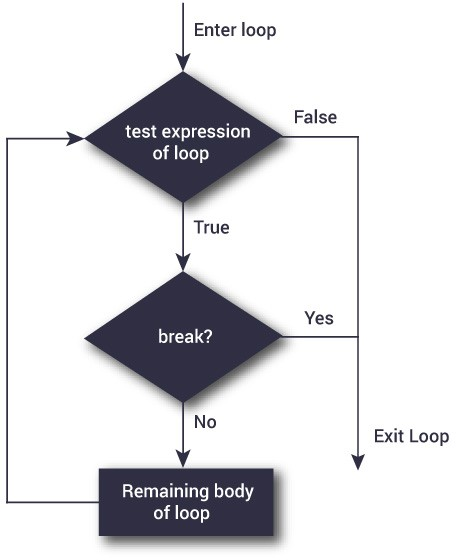 Enter loop
test expression
of loop
False
True
break?
Yes
No
Exit Loop
Remaining body
of loop